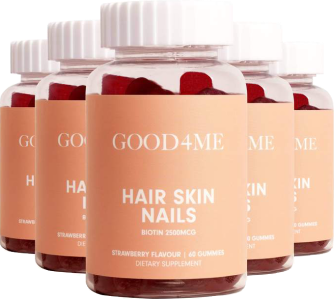 GOOD4ME
HAIR SKIN
NAILS
BIOTIN 2500MCG
STRAWBERRY FLAVOUR | 60 GUMMIES
DIETARY SUPPLEMENT